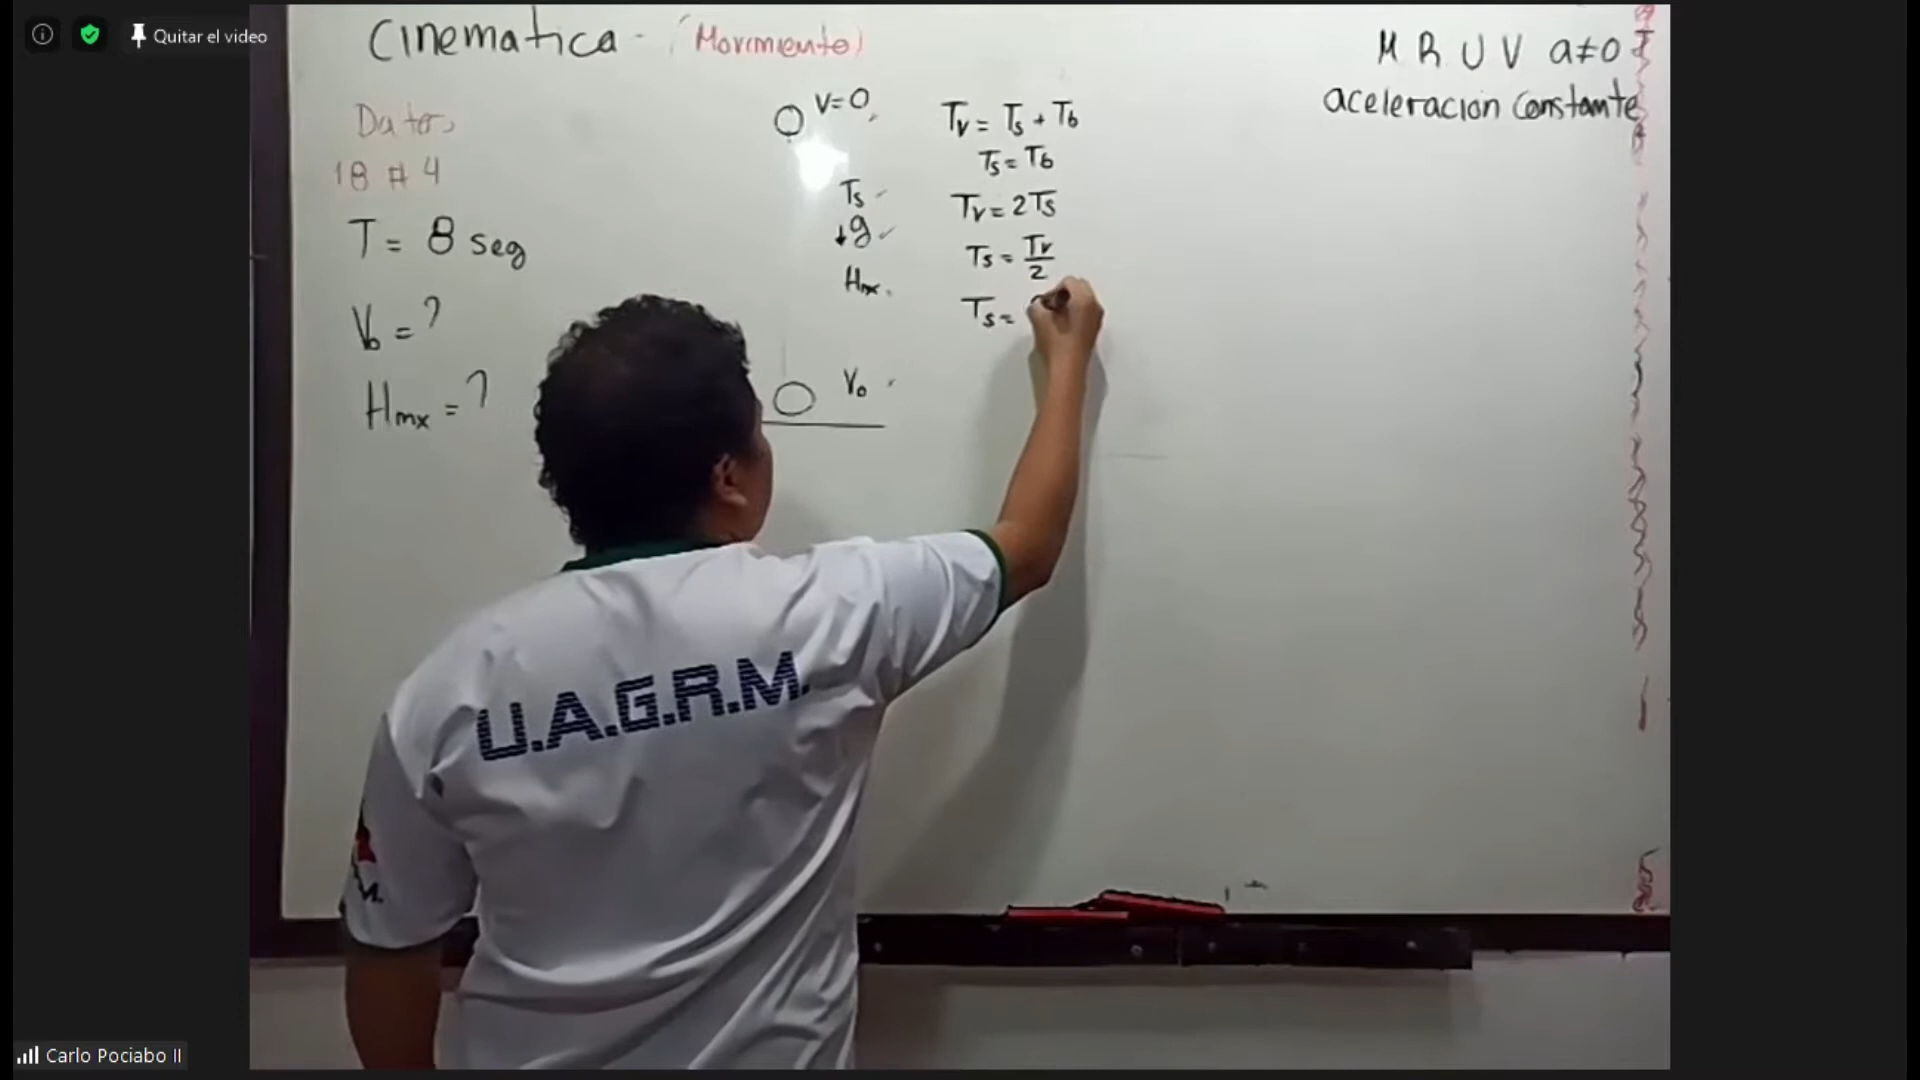 Quitar el video
Cinematica - (Movimiento)
M R U V a≠0
aceleración constante
Datos
18 # 4
T = 8 seg
V₀ = ?
Hmx = ?
V=0
Ts
↓g
Hmx
V₀
Tv = Ts + Tb
Ts = Tb
Tv = 2Ts
Ts = Tv/2
Ts =
U.A.G.R.M.
Carlo Pociabo II